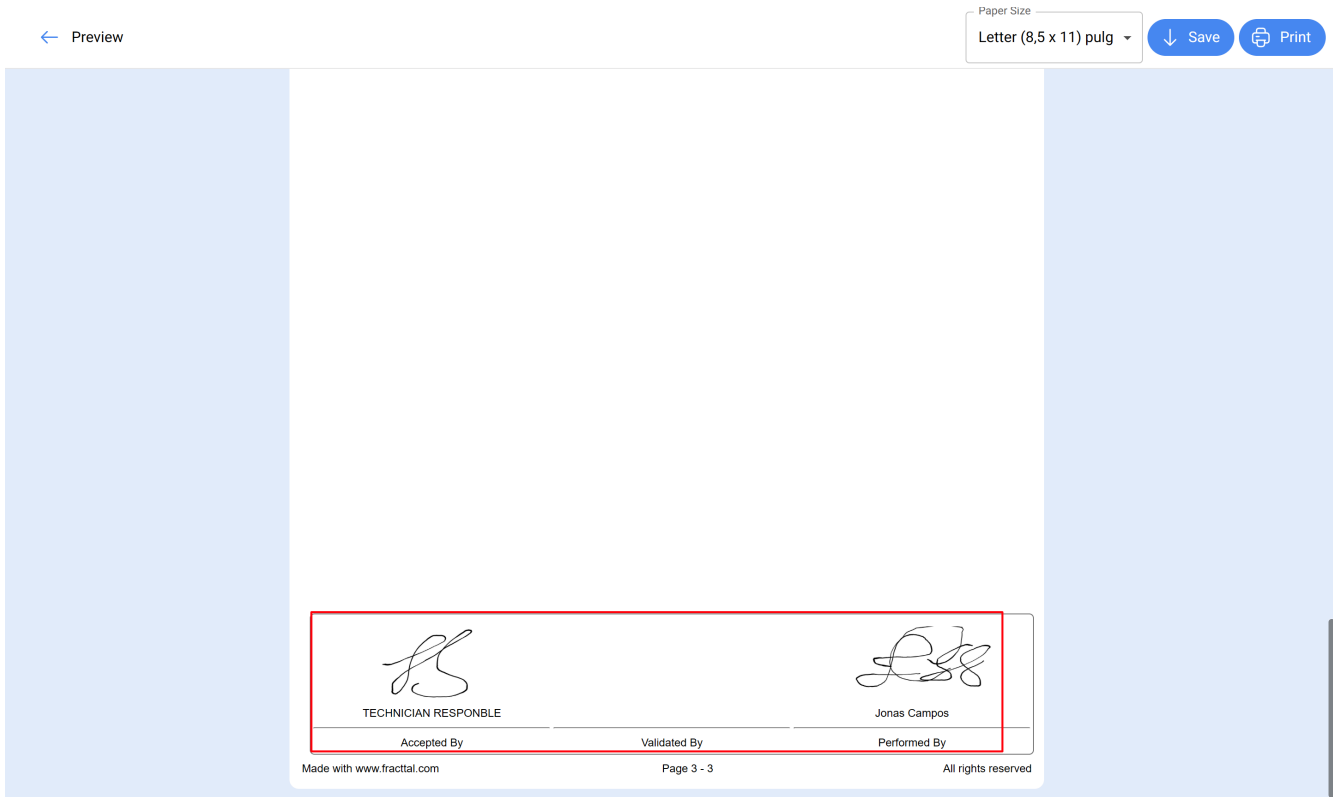 Preview
Paper Size
Letter (8,5 x 11) pulg
Save
Print
TECHNICIAN RESPONBLE
Jonas Campos
Accepted By
Validated By
Performed By
Made with www.fracttal.com
Page 3 - 3
All rights reserved